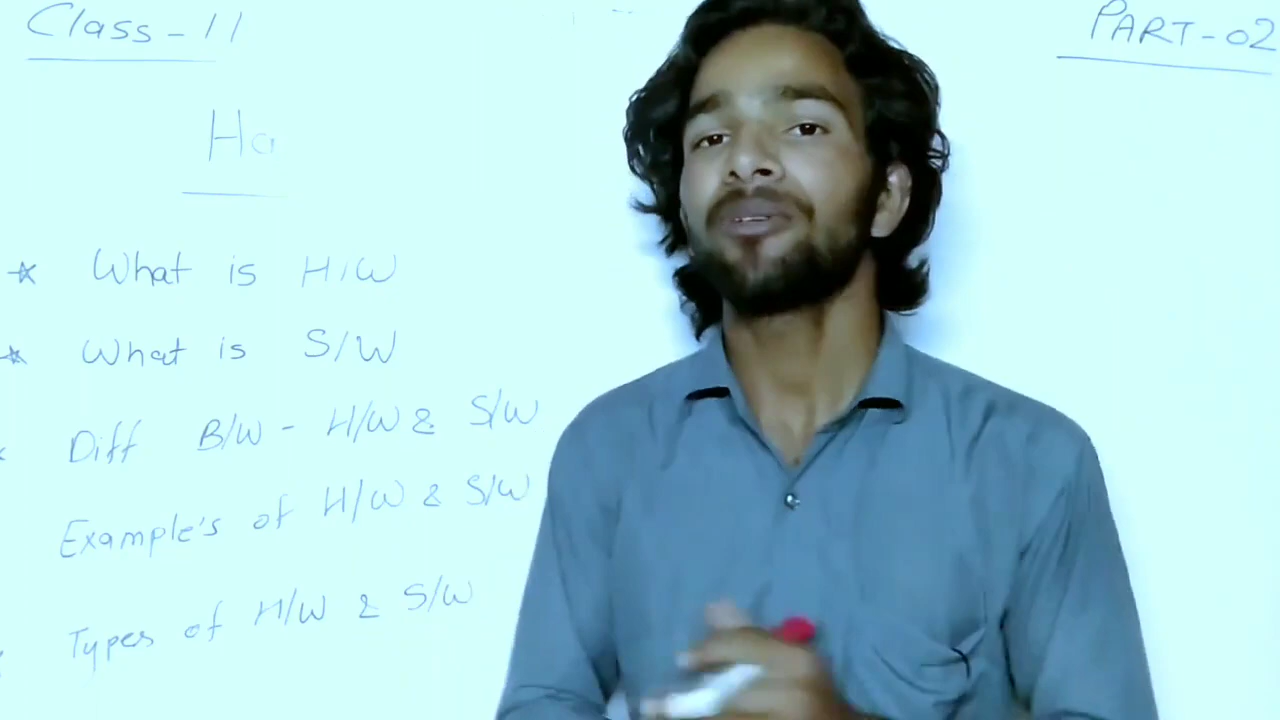 Class - 11
PART - 02
Ha
* What is H/W
* What is S/W
Diff B/W - H/W & S/W
Example's of H/W & S/W
Types of H/W & S/W